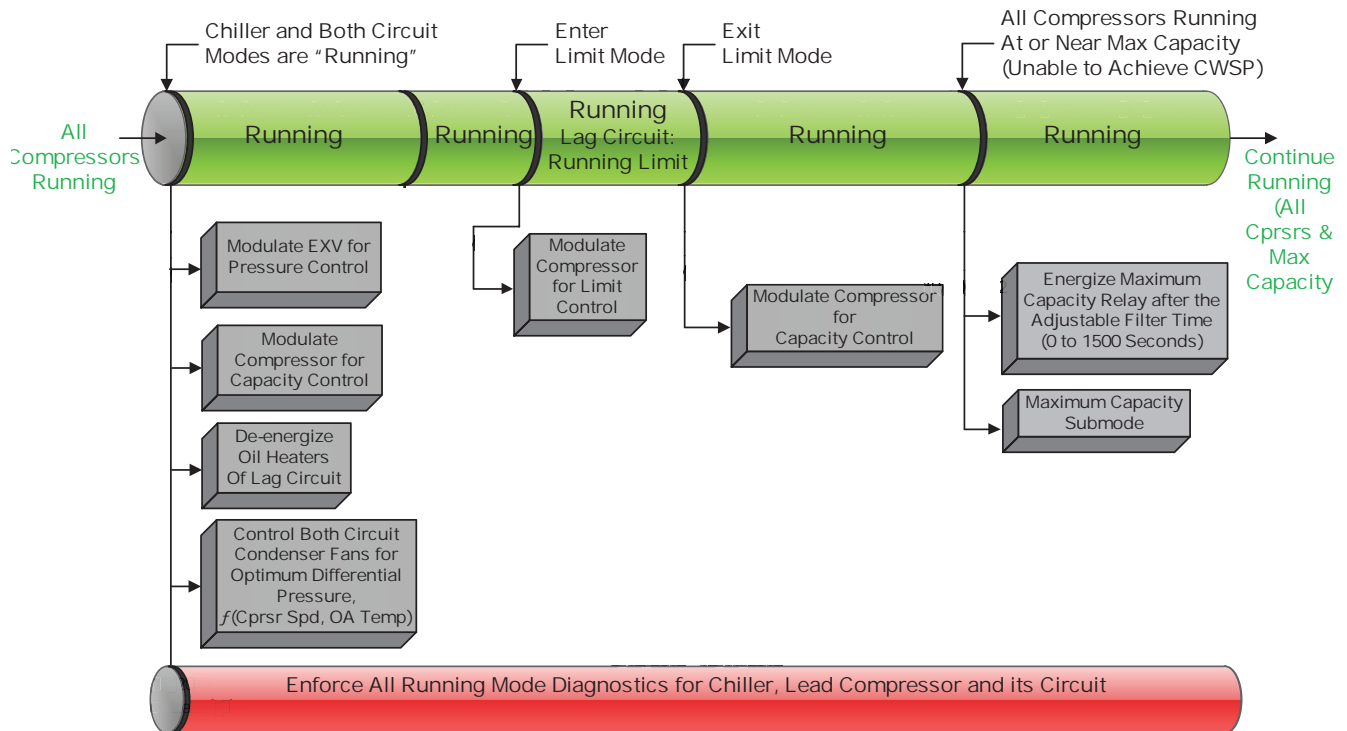 Chiller and Both Circuit
Modes are “Running”
Enter
Limit Mode
Exit
Limit Mode
All Compressors Running
At or Near Max Capacity
(Unable to Achieve CWSP)
All
Compressors
Running
Running
Running
Running
Lag Circuit:
Running Limit
Running
Running
Continue
Running
(All
Cprsrs &
Max
Capacity
Modulate EXV for
Pressure Control
Modulate
Compressor for
Capacity Control
De-energize
Oil Heaters
Of Lag Circuit
Control Both Circuit
Condenser Fans for
Optimum Differential
Pressure,
ƒ(Cprsr Spd, OA Temp)
Modulate
Compressor
for Limit
Control
Modulate Compressor
for
Capacity Control
Energize Maximum
Capacity Relay after the
Adjustable Filter Time
(0 to 1500 Seconds)
Maximum Capacity
Submode
Enforce All Running Mode Diagnostics for Chiller, Lead Compressor and its Circuit